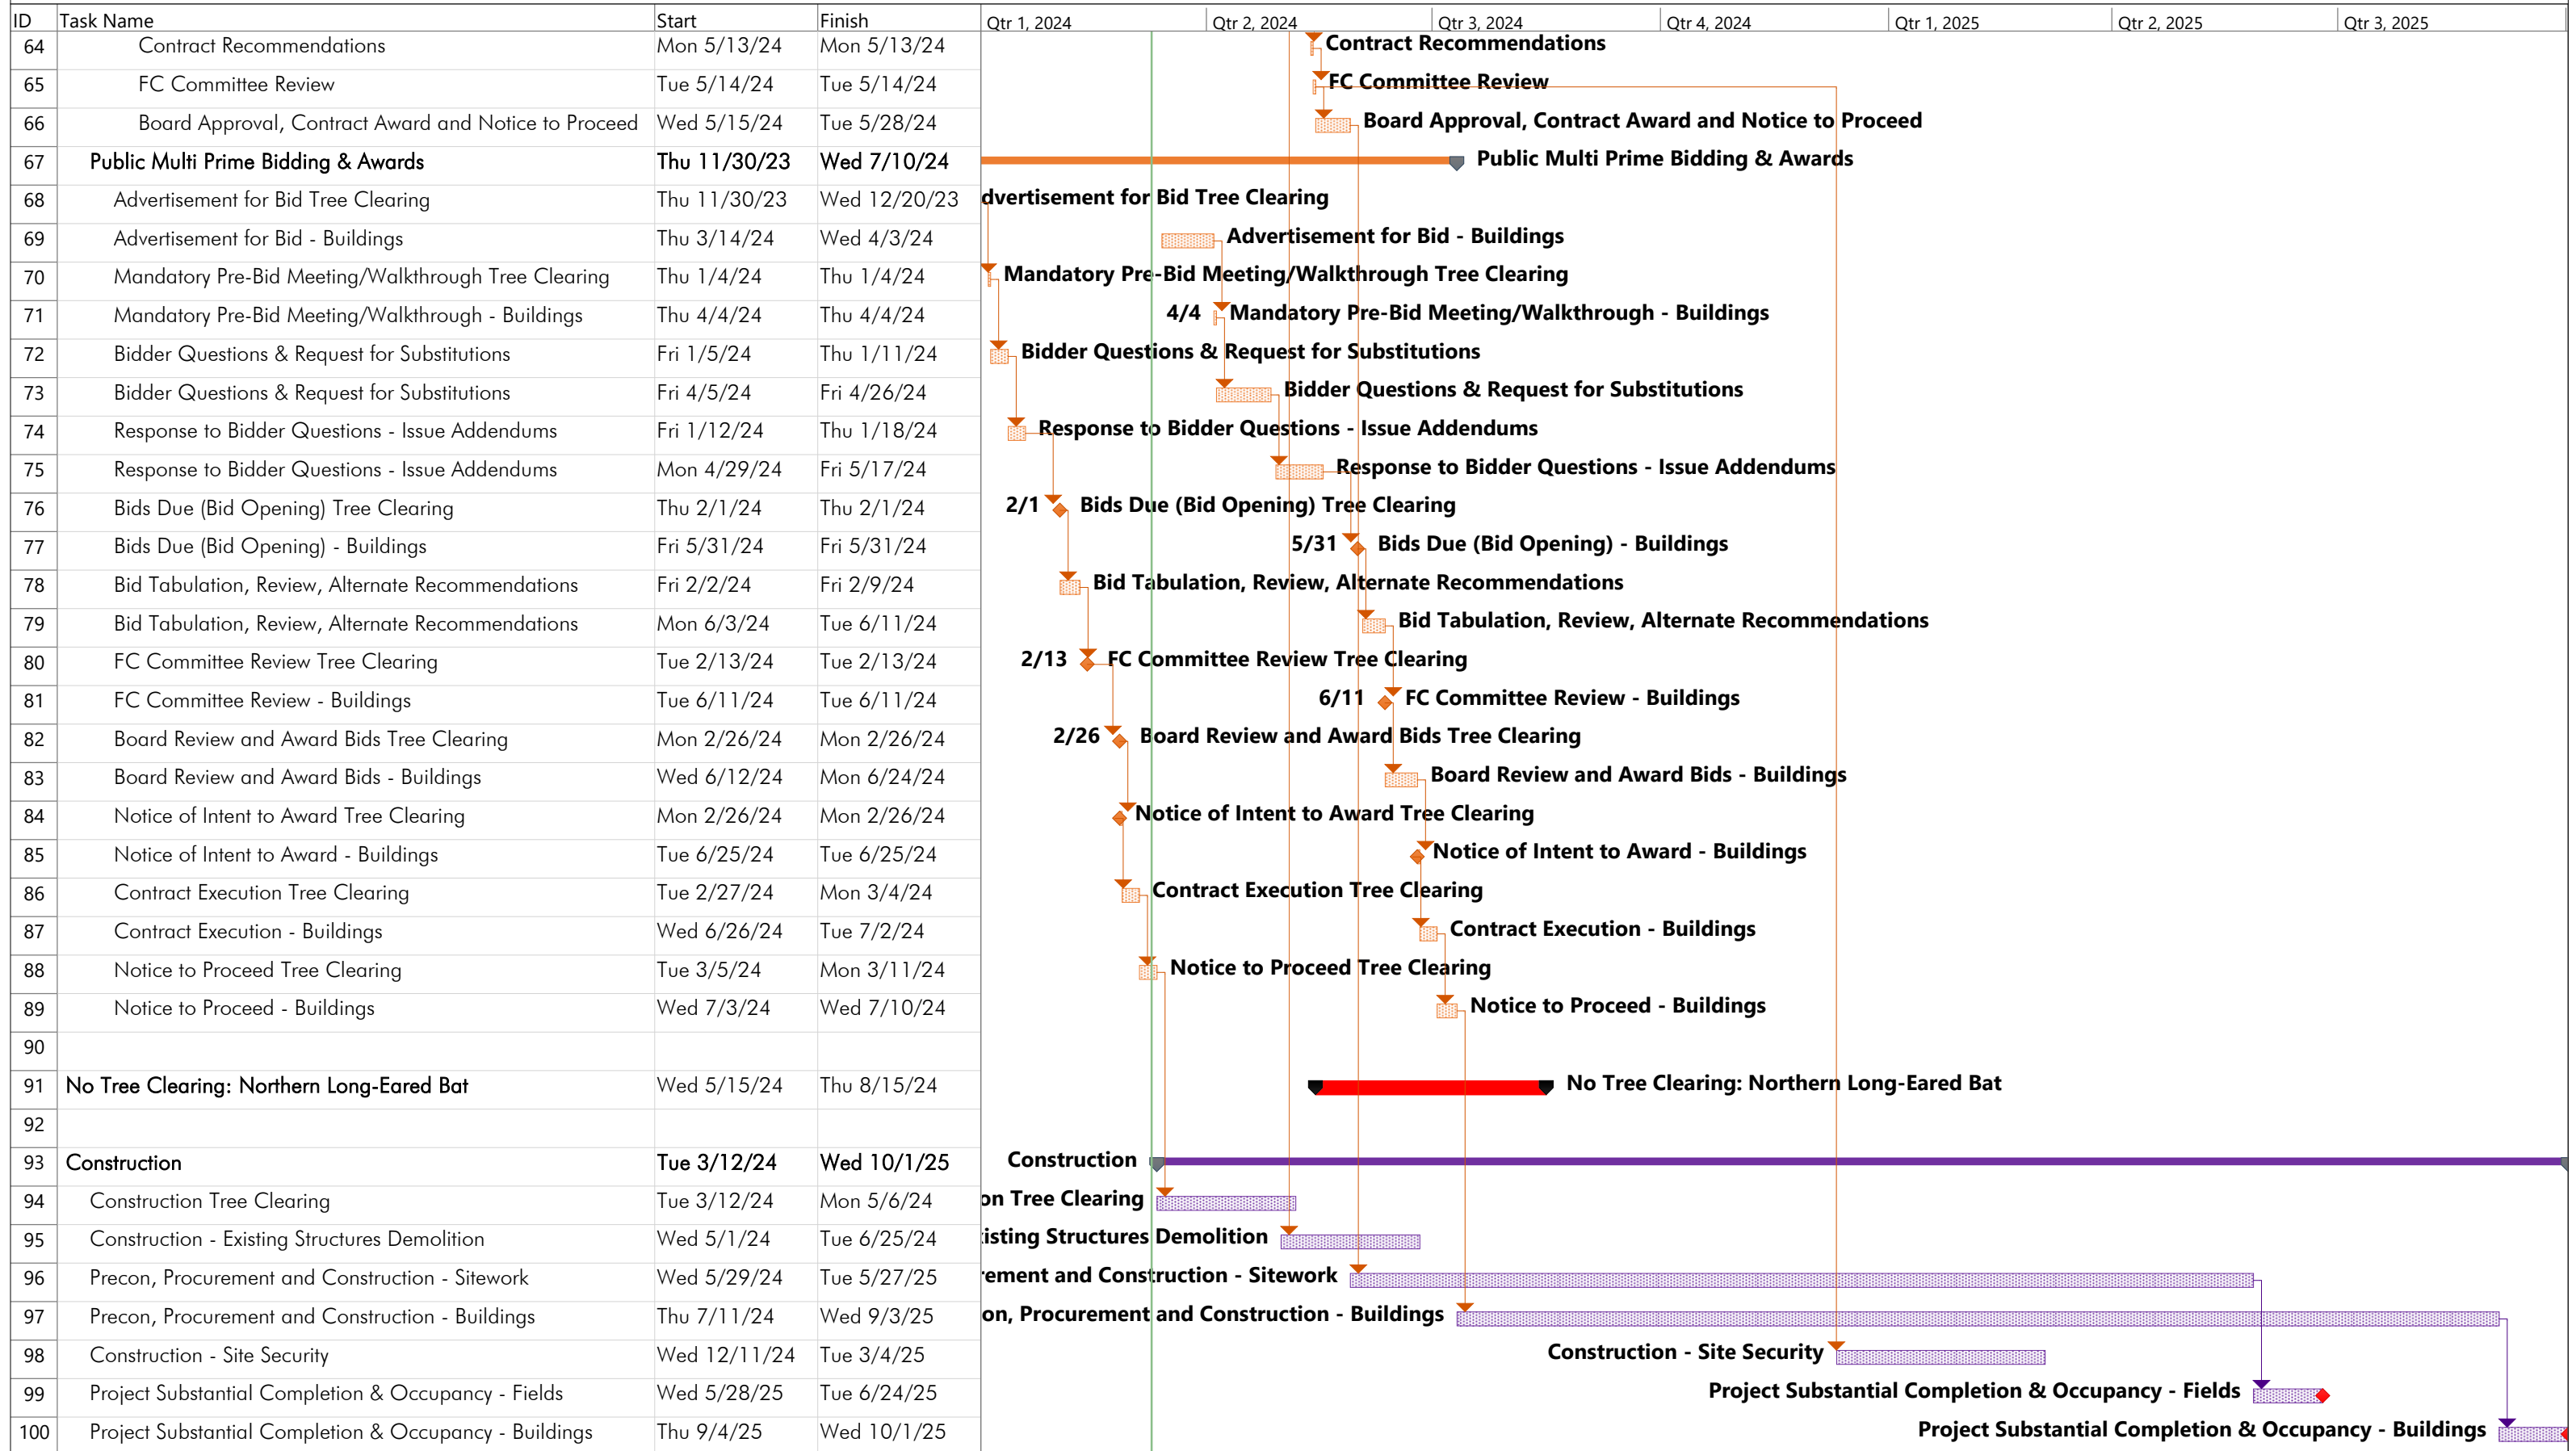 ID Task Name Start Finish Qtr 1, 2024 Qtr 2, 2024 Qtr 3, 2024 Qtr 4, 2024 Qtr 1, 2025 Qtr 2, 2025 Qtr 3, 2025
64 Contract Recommendations Mon 5/13/24 Mon 5/13/24 Contract Recommendations
65 FC Committee Review Tue 5/14/24 Tue 5/14/24 FC Committee Review
66 Board Approval, Contract Award and Notice to Proceed Wed 5/15/24 Tue 5/28/24 Board Approval, Contract Award and Notice to Proceed
67 Public Multi Prime Bidding & Awards Thu 11/30/23 Wed 7/10/24 Public Multi Prime Bidding & Awards
68 Advertisement for Bid Tree Clearing Thu 11/30/23 Wed 12/20/23 dvertisement for Bid Tree Clearing
69 Advertisement for Bid - Buildings Thu 3/14/24 Wed 4/3/24 Advertisement for Bid - Buildings
70 Mandatory Pre-Bid Meeting/Walkthrough Tree Clearing Thu 1/4/24 Thu 1/4/24 Mandatory Pre-Bid Meeting/Walkthrough Tree Clearing
71 Mandatory Pre-Bid Meeting/Walkthrough - Buildings Thu 4/4/24 Thu 4/4/24 4/4 Mandatory Pre-Bid Meeting/Walkthrough - Buildings
72 Bidder Questions & Request for Substitutions Fri 1/5/24 Thu 1/11/24 Bidder Questions & Request for Substitutions
73 Bidder Questions & Request for Substitutions Fri 4/5/24 Fri 4/26/24 Bidder Questions & Request for Substitutions
74 Response to Bidder Questions - Issue Addendums Fri 1/12/24 Thu 1/18/24 Response to Bidder Questions - Issue Addendums
75 Response to Bidder Questions - Issue Addendums Mon 4/29/24 Fri 5/17/24 Response to Bidder Questions - Issue Addendums
76 Bids Due (Bid Opening) Tree Clearing Thu 2/1/24 Thu 2/1/24 2/1 Bids Due (Bid Opening) Tree Clearing
77 Bids Due (Bid Opening) - Buildings Fri 5/31/24 Fri 5/31/24 5/31 Bids Due (Bid Opening) - Buildings
78 Bid Tabulation, Review, Alternate Recommendations Fri 2/2/24 Fri 2/9/24 Bid Tabulation, Review, Alternate Recommendations
79 Bid Tabulation, Review, Alternate Recommendations Mon 6/3/24 Tue 6/11/24 Bid Tabulation, Review, Alternate Recommendations
80 FC Committee Review Tree Clearing Tue 2/13/24 Tue 2/13/24 2/13 FC Committee Review Tree Clearing
81 FC Committee Review - Buildings Tue 6/11/24 Tue 6/11/24 6/11 FC Committee Review - Buildings
82 Board Review and Award Bids Tree Clearing Mon 2/26/24 Mon 2/26/24 2/26 Board Review and Award Bids Tree Clearing
83 Board Review and Award Bids - Buildings Wed 6/12/24 Mon 6/24/24 Board Review and Award Bids - Buildings
84 Notice of Intent to Award Tree Clearing Mon 2/26/24 Mon 2/26/24 Notice of Intent to Award Tree Clearing
85 Notice of Intent to Award - Buildings Tue 6/25/24 Tue 6/25/24 Notice of Intent to Award - Buildings
86 Contract Execution Tree Clearing Tue 2/27/24 Mon 3/4/24 Contract Execution Tree Clearing
87 Contract Execution - Buildings Wed 6/26/24 Tue 7/2/24 Contract Execution - Buildings
88 Notice to Proceed Tree Clearing Tue 3/5/24 Mon 3/11/24 Notice to Proceed Tree Clearing
89 Notice to Proceed - Buildings Wed 7/3/24 Wed 7/10/24 Notice to Proceed - Buildings
90
91 No Tree Clearing: Northern Long-Eared Bat Wed 5/15/24 Thu 8/15/24 No Tree Clearing: Northern Long-Eared Bat
92
93 Construction Tue 3/12/24 Wed 10/1/25 Construction
94 Construction Tree Clearing Tue 3/12/24 Mon 5/6/24 on Tree Clearing
95 Construction - Existing Structures Demolition Wed 5/1/24 Tue 6/25/24 isting Structures Demolition
96 Precon, Procurement and Construction - Sitework Wed 5/29/24 Tue 5/27/25 rement and Construction - Sitework
97 Precon, Procurement and Construction - Buildings Thu 7/11/24 Wed 9/3/25 on, Procurement and Construction - Buildings
98 Construction - Site Security Wed 12/11/24 Tue 3/4/25 Construction - Site Security
99 Project Substantial Completion & Occupancy - Fields Wed 5/28/25 Tue 6/24/25 Project Substantial Completion & Occupancy - Fields
100 Project Substantial Completion & Occupancy - Buildings Thu 9/4/25 Wed 10/1/25 Project Substantial Completion & Occupancy - Buildings